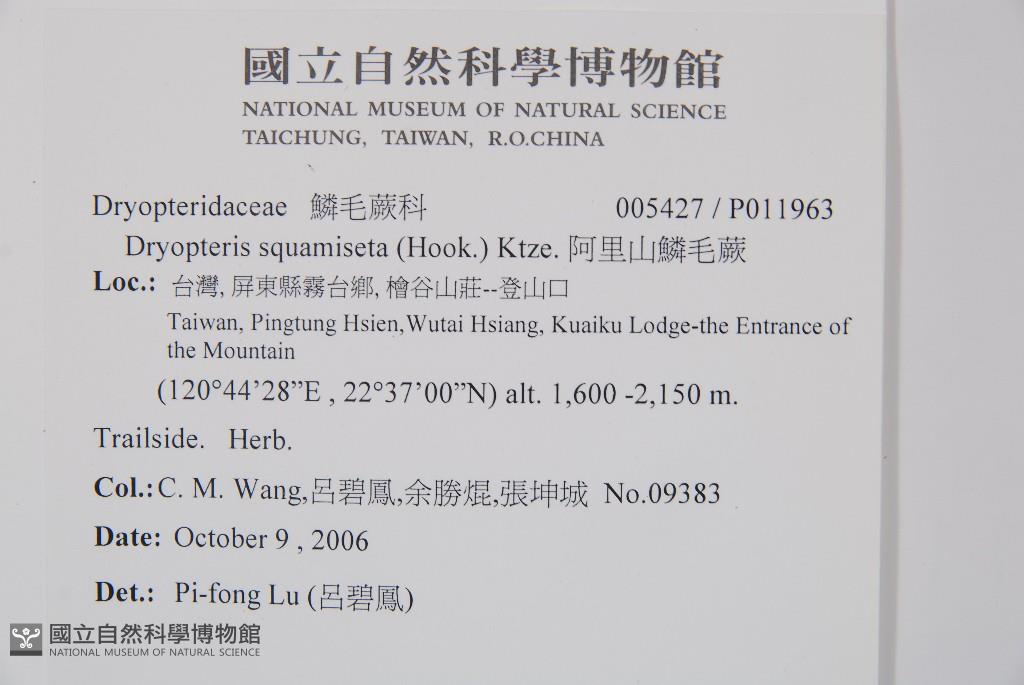 國立自然科學博物館
NATIONAL MUSEUM OF NATURAL SCIENCE
TAICHUNG, TAIWAN, R.O.CHINA
Dryopteridaceae 鱗毛蕨科 005427 / P011963
Dryopteris squamiseta (Hook.) Ktze. 阿里山鱗毛蕨
Loc.: 台灣, 屏東縣霧台鄉, 檜谷山莊--登山口
Taiwan, Pingtung Hsien,Wutai Hsiang, Kuaiku Lodge-the Entrance of
the Mountain
(120°44’28”E , 22°37’00”N) alt. 1,600 -2,150 m.
Trailside. Herb.
Col.: C. M. Wang,呂碧鳳,余勝焜,張坤城 No.09383
Date: October 9 , 2006
Det.: Pi-fong Lu (呂碧鳳)
國立自然科學博物館
NATIONAL MUSEUM OF NATURAL SCIENCE